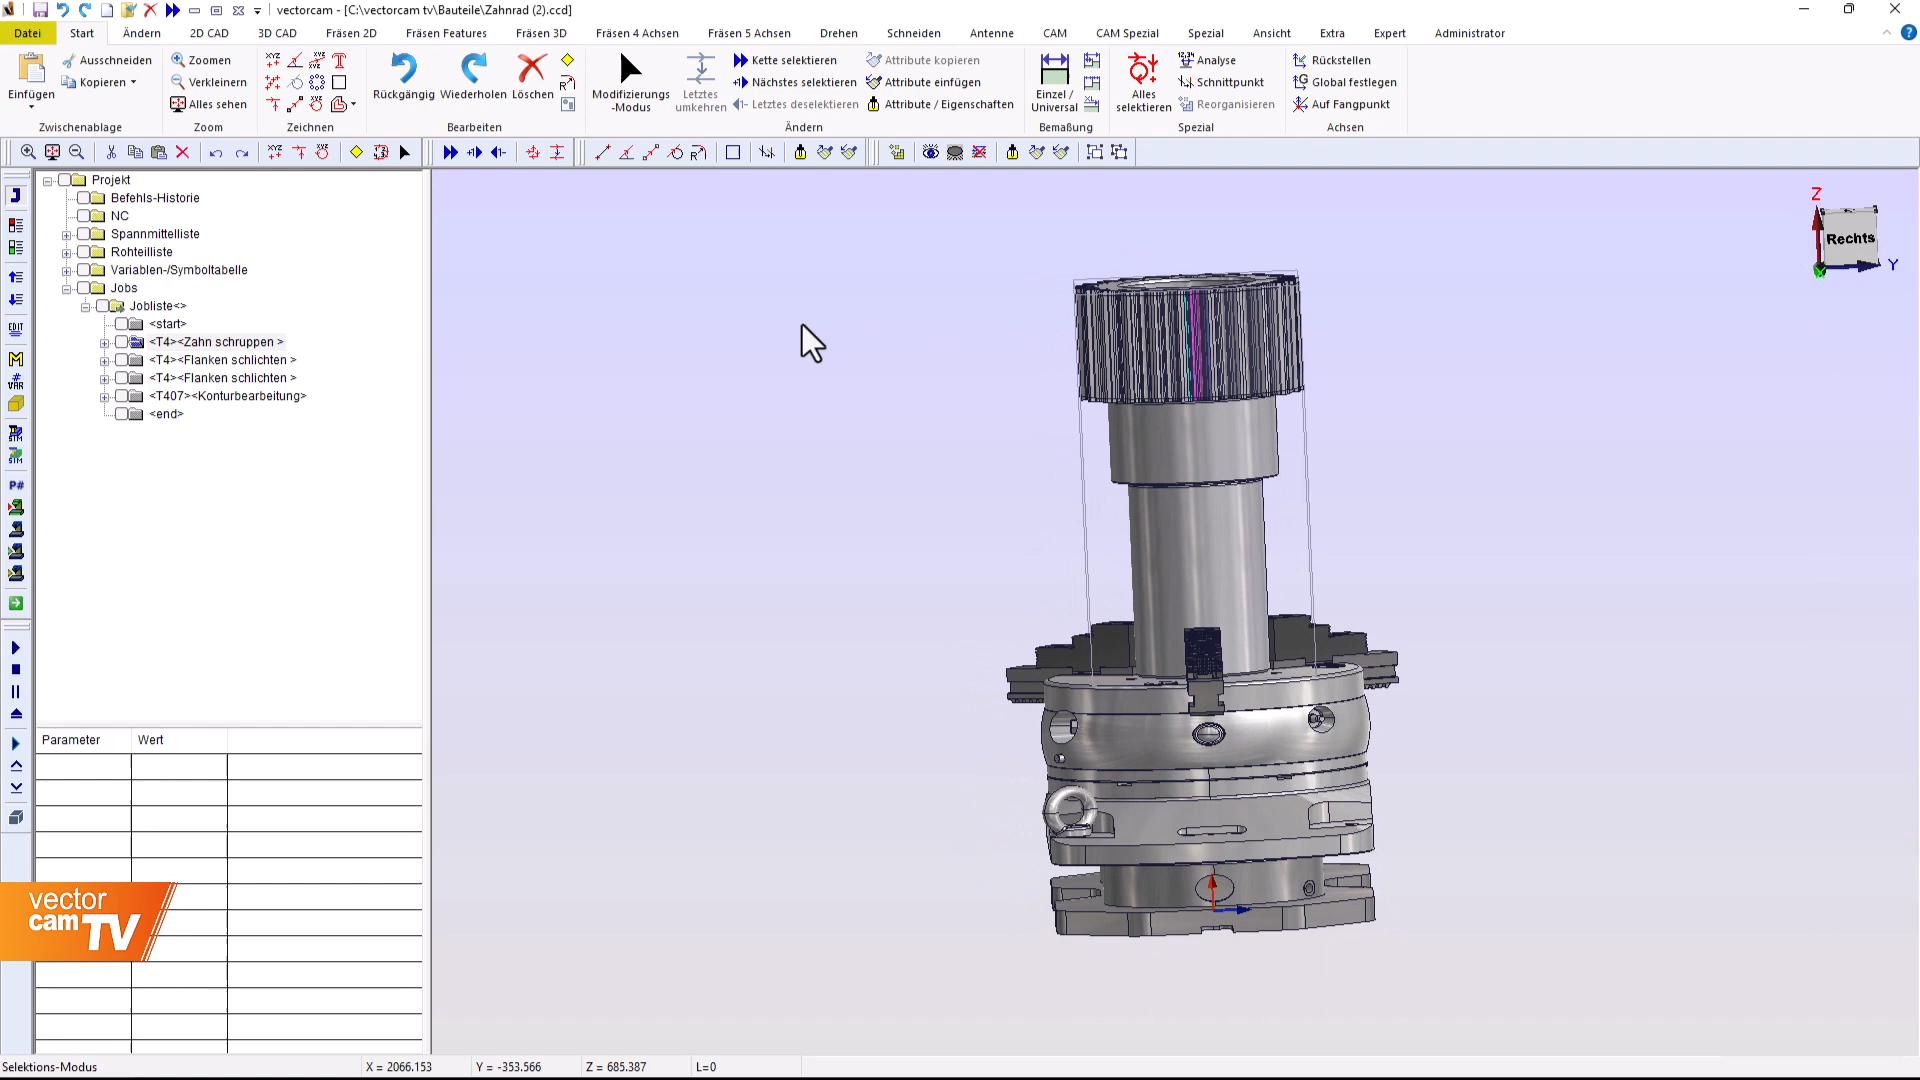 vectorcam - [C:\vectorcam tv\Bauteile\Zahnrad (2).ccd]
Datei Start Ändern 2D CAD 3D CAD Fräsen 2D Fräsen Features Fräsen 3D Fräsen 4 Achsen Fräsen 5 Achsen Drehen Schneiden Antenne CAM CAM Spezial Spezial Ansicht Extra Expert Administrator
Einfügen
Ausschneiden
Kopieren
Zwischenablage
Zoomen
Verkleinern
Alles sehen
Zoom
Zeichnen
Rückgängig Wiederholen Löschen
Bearbeiten
Modifizierungs
-Modus
Letztes
umkehren
Kette selektieren
Nächstes selektieren
Letztes deselektieren
Attribute kopieren
Attribute einfügen
Attribute / Eigenschaften
Ändern
Einzel /
Universal
Bemaßung
Alles
selektieren
Analyse
Schnittpunkt
Reorganisieren
Spezial
Rückstellen
Global festlegen
Auf Fangpunkt
Achsen
Projekt
Befehls-Historie
NC
Spannmittelliste
Rohteilliste
Variablen-/Symboltabelle
Jobs
Jobliste<>
<start>
<T4><Zahn schruppen >
<T4><Flanken schlichten >
<T4><Flanken schlichten >
<T407><Konturbearbeitung>
<end>
EDIT
M
# VAR
SIM
SIM
P#
Z
Rechts
Y
Parameter Wert
vector
cam TV
Selektions-Modus X = 2066.153 Y = -353.566 Z = 685.387 L=0